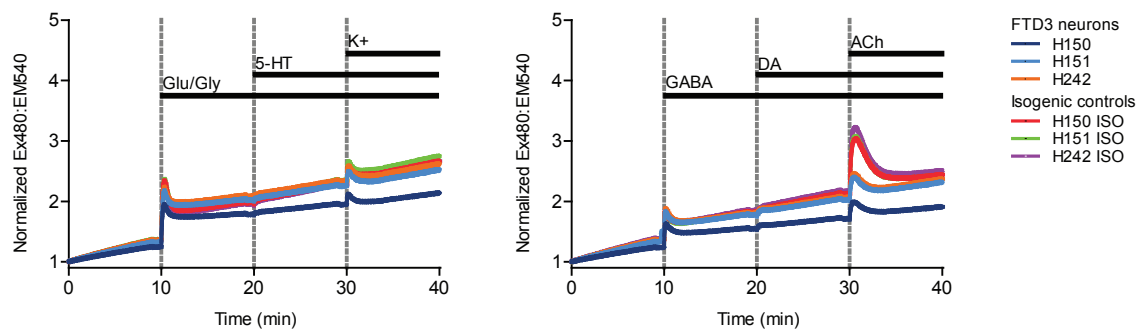 Normalized Ex480:EM540
5
4
3
2
1
K+
5-HT
Glu/Gly
0
10
20
30
40
Time (min)
Normalized Ex480:EM540
5
4
3
2
1
ACh
DA
GABA
0
10
20
30
40
Time (min)
FTD3 neurons
H150
H151
H242
Isogenic controls
H150 ISO
H151 ISO
H242 ISO